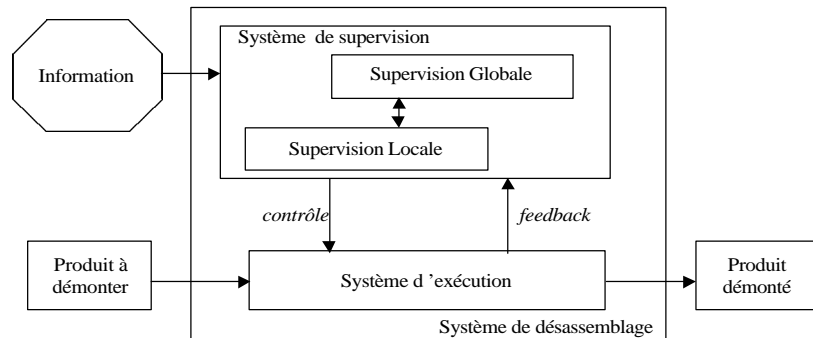 Système de supervision
Information
Supervision Globale
Supervision Locale
contrôle
feedback
Produit à
démonter
Système d ’exécution
Produit
démonté
Système de désassemblage